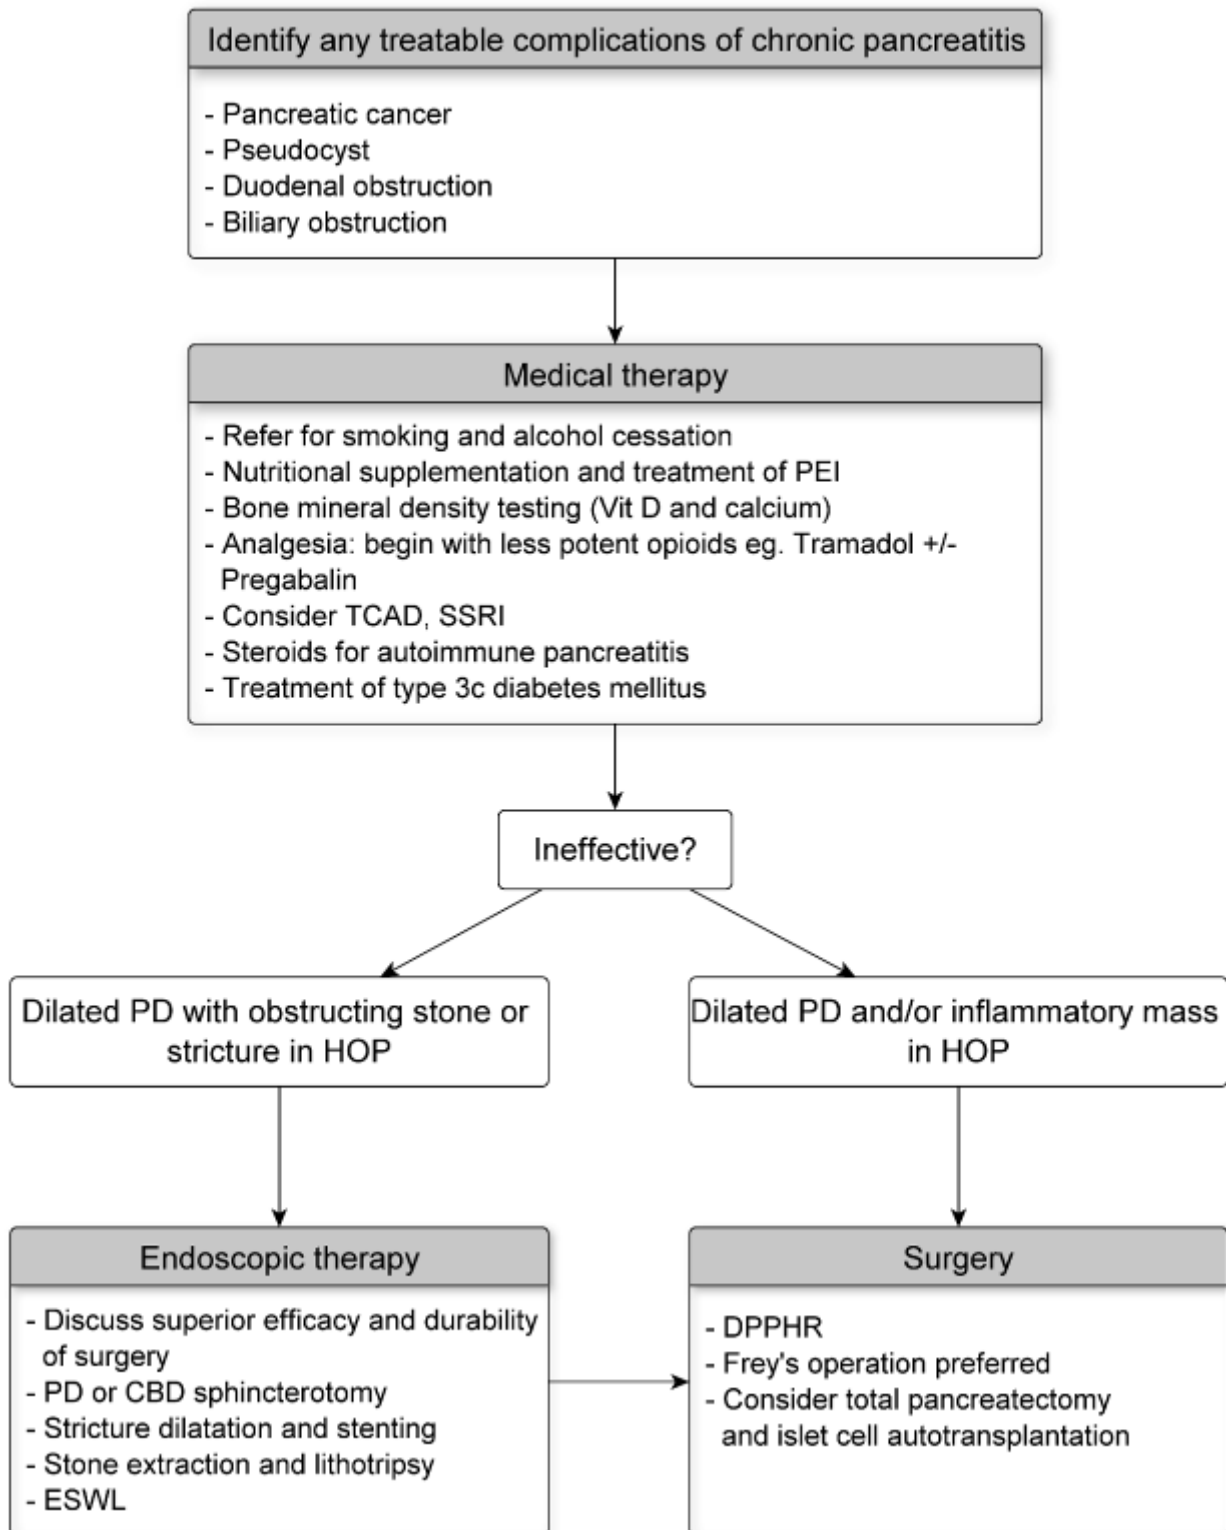 Identify any treatable complications of chronic pancreatitis
- Pancreatic cancer
- Pseudocyst
- Duodenal obstruction
- Biliary obstruction
Medical therapy
- Refer for smoking and alcohol cessation
- Nutritional supplementation and treatment of PEI
- Bone mineral density testing (Vit D and calcium)
- Analgesia: begin with less potent opioids eg. Tramadol +/-
Pregabalin
- Consider TCAD, SSRI
- Steroids for autoimmune pancreatitis
- Treatment of type 3c diabetes mellitus
Ineffective?
Dilated PD with obstructing stone or
stricture in HOP
Dilated PD and/or inflammatory mass
in HOP
Endoscopic therapy
- Discuss superior efficacy and durability
of surgery
- PD or CBD sphincterotomy
- Stricture dilatation and stenting
- Stone extraction and lithotripsy
- ESWL
Surgery
- DPPHR
- Frey's operation preferred
- Consider total pancreatectomy
and islet cell autotransplantation